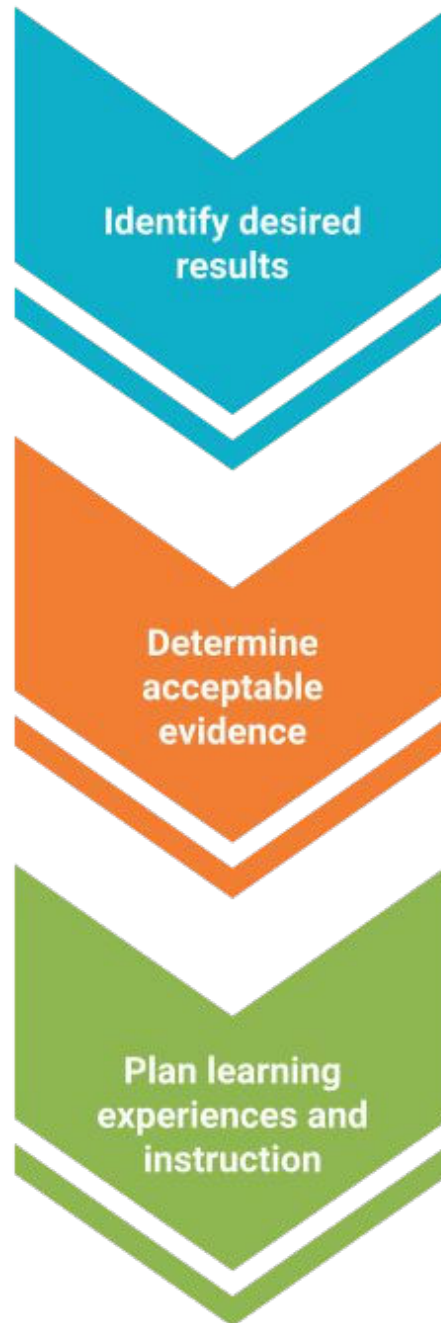 Identify desired
results
Determine
acceptable
evidence
Plan learning
experiences and
instruction